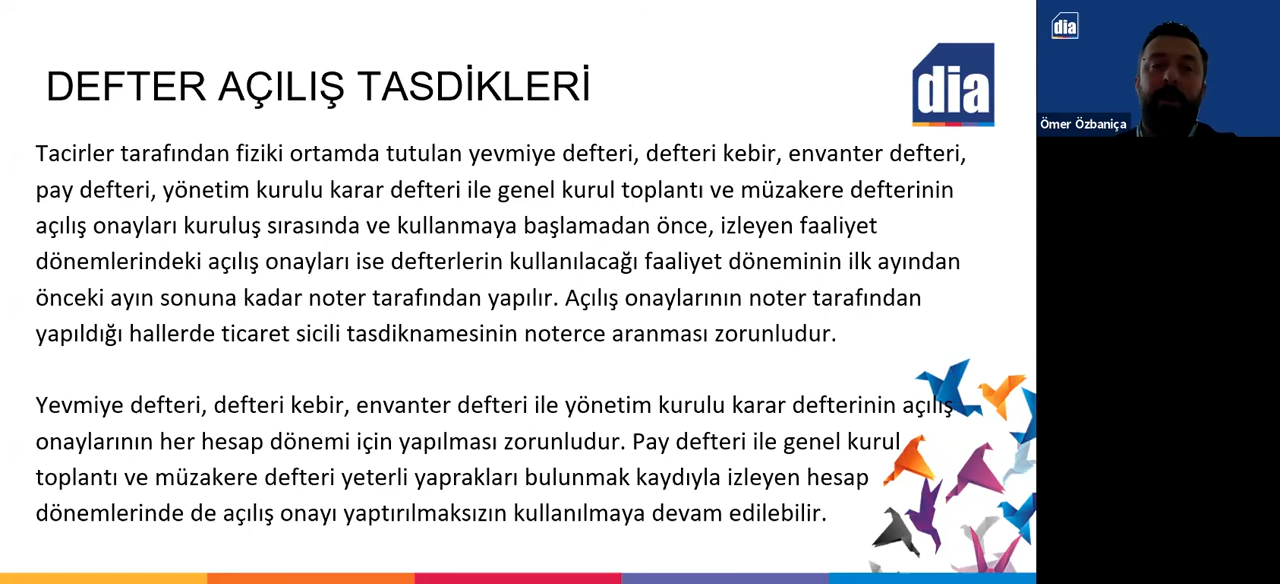 DEFTER AÇILIŞ TASDİKLERİ
dia
Tacirler tarafından fiziki ortamda tutulan yevmiye defteri, defteri kebir, envanter defteri,
pay defteri, yönetim kurulu karar defteri ile genel kurul toplantı ve müzakere defterinin
açılış onayları kuruluş sırasında ve kullanmaya başlamadan önce, izleyen faaliyet
dönemlerindeki açılış onayları ise defterlerin kullanılacağı faaliyet döneminin ilk ayından
önceki ayın sonuna kadar noter tarafından yapılır. Açılış onaylarının noter tarafından
yapıldığı hallerde ticaret sicili tasdiknamesinin noterce aranması zorunludur.
Yevmiye defteri, defteri kebir, envanter defteri ile yönetim kurulu karar defterinin açılış
onaylarının her hesap dönemi için yapılması zorunludur. Pay defteri ile genel kurul
toplantı ve müzakere defteri yeterli yaprakları bulunmak kaydıyla izleyen hesap
dönemlerinde de açılış onayı yaptırılmaksızın kullanılmaya devam edilebilir.
dia
Ömer Özbaniça